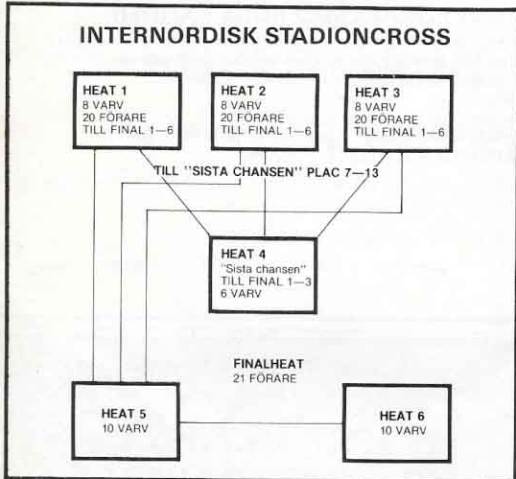 INTERNORDISK STADIONCROSS
HEAT 1
8 VARV
20 FÖRARE
TILL FINAL 1—6
HEAT 2
8 VARV
20 FÖRARE
TILL FINAL 1—6
HEAT 3
8 VARV
20 FÖRARE
TILL FINAL 1—6
TILL "SISTA CHANSEN" PLAC 7—13
HEAT 4
"Sista chansen"
TILL FINAL 1—3
6 VARV
FINALHEAT
21 FÖRARE
HEAT 5
10 VARV
HEAT 6
10 VARV